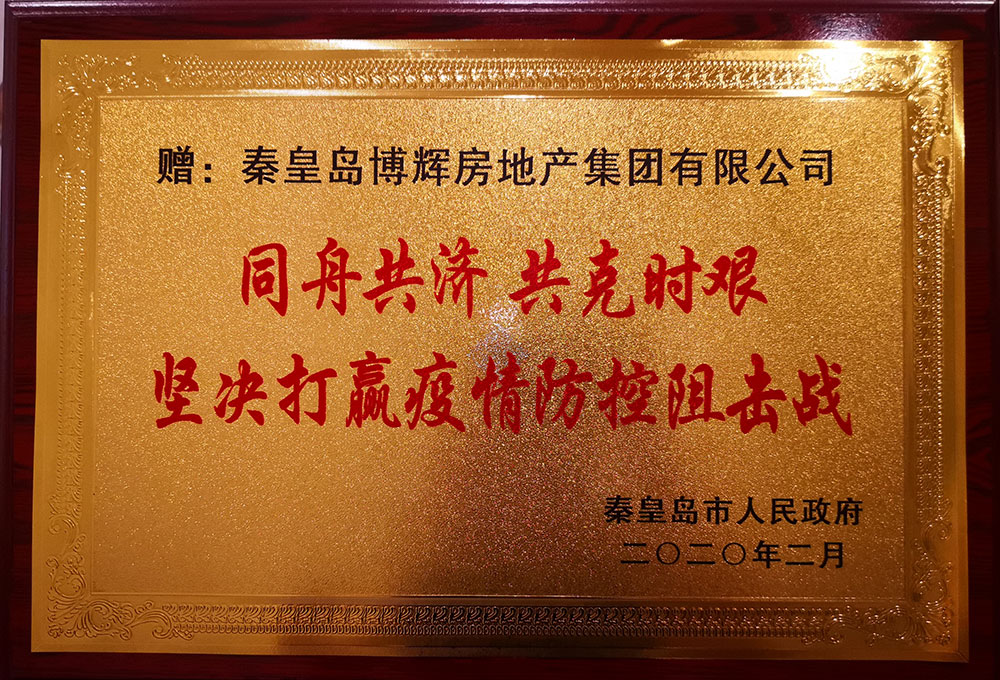 赠：秦皇岛博辉房地产集团有限公司
同舟共济 共克时艰
坚决打赢疫情防控阻击战
秦皇岛市人民政府
二〇二〇年二月